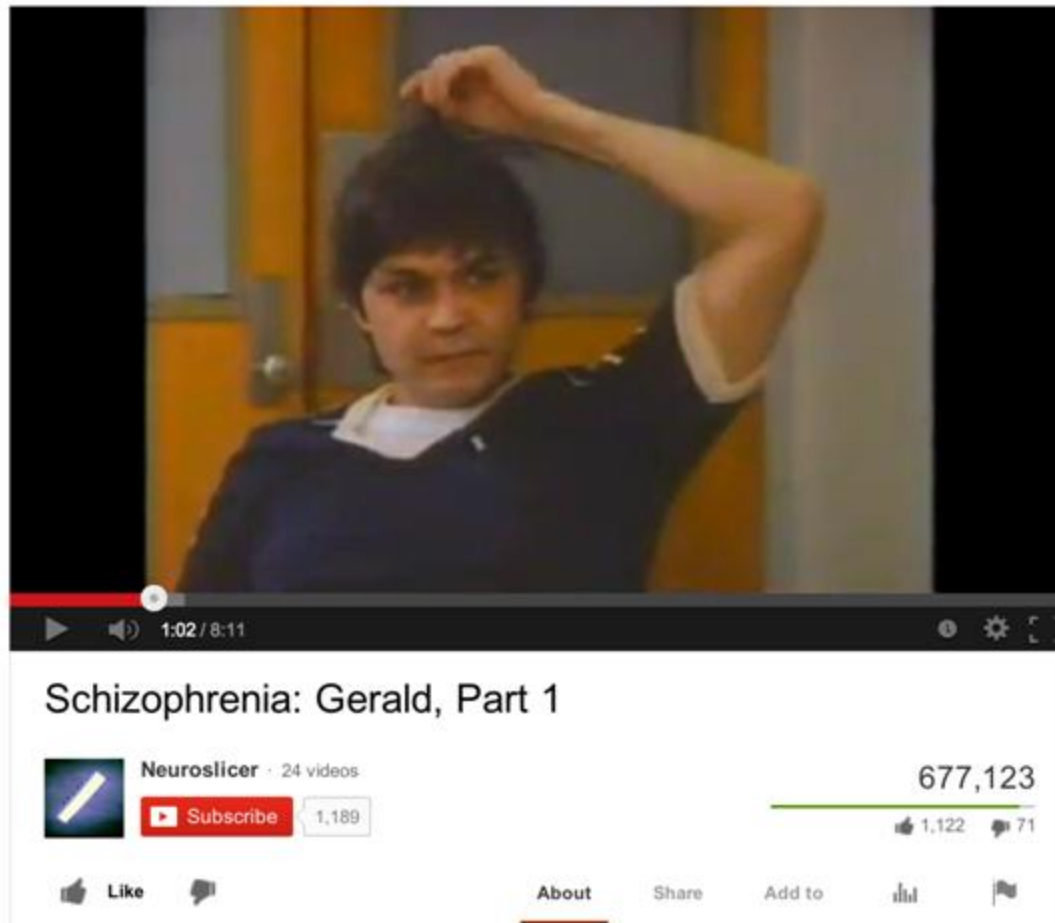 1:02 / 8:11
Schizophrenia: Gerald, Part 1
Neuroslicer · 24 videos
Subscribe 1,189
677,123
1,122 71
Like About Share Add to